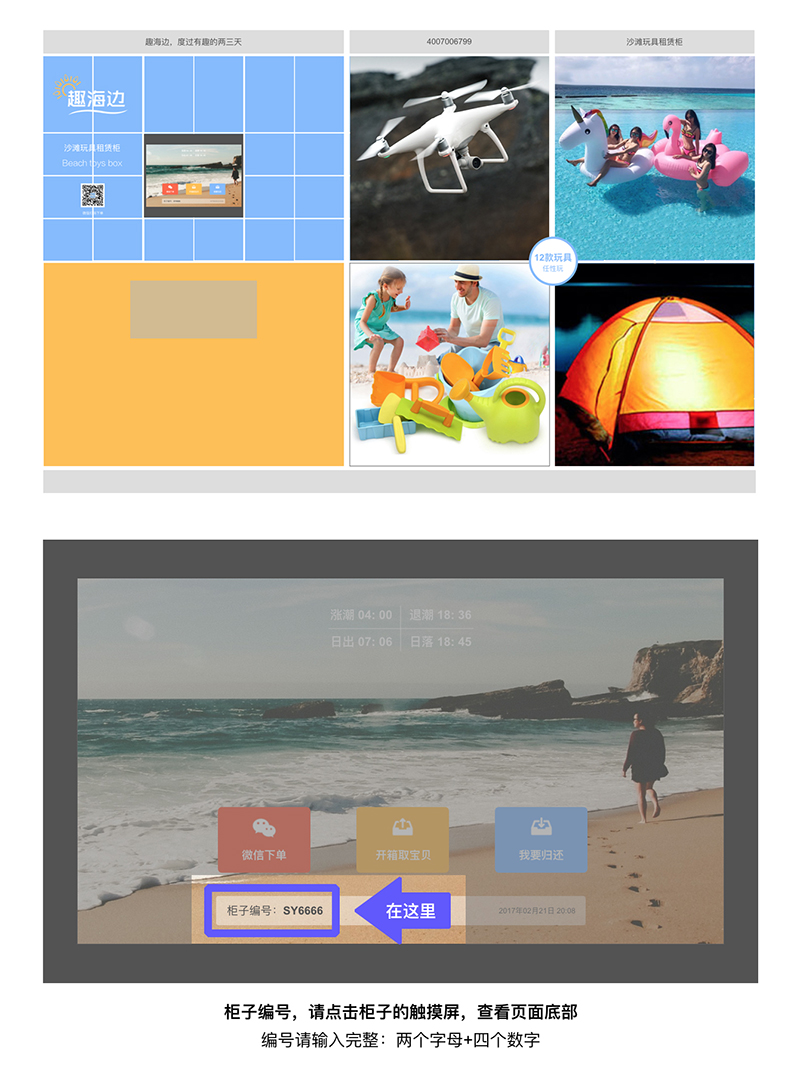 趣海边，度过有趣的两三天
4007006799
沙滩玩具租赁柜
趣海边
沙滩玩具租赁柜
Beach toys box
12款玩具
任性玩
涨潮 04: 00
退潮 18: 36
日出 07: 06
日落 18: 45
微信下单
开箱取宝贝
我要归还
柜子编号：SY6666
在这里
2017年02月21日 20:08
柜子编号，请点击柜子的触摸屏，查看页面底部
编号请输入完整：两个字母+四个数字